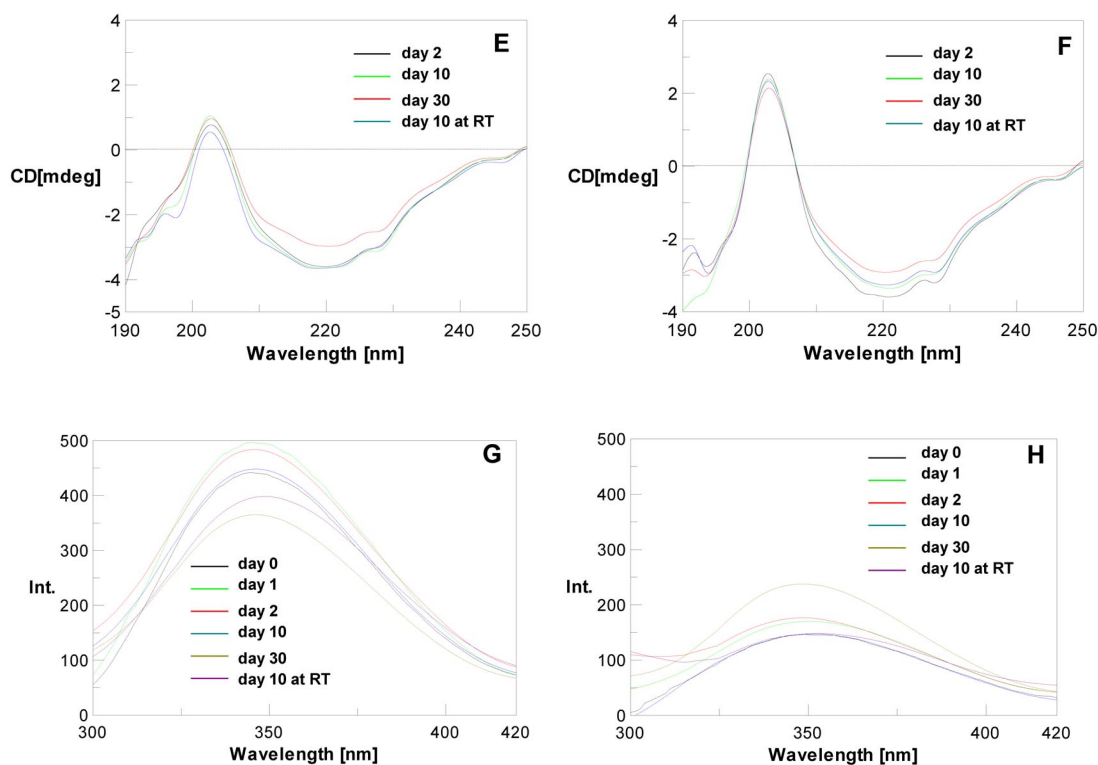 E
4
2
0
-2
-4
-5
CD[mdeg]
day 2
day 10
day 30
day 10 at RT
190 200 220 240 250
Wavelength [nm]
F
4
2
0
-2
-4
CD[mdeg]
day 2
day 10
day 30
day 10 at RT
190 200 220 240 250
Wavelength [nm]
G
500
400
300
200
100
0
Int.
day 0
day 1
day 2
day 10
day 30
day 10 at RT
300 350 400 420
Wavelength [nm]
H
500
400
300
200
100
0
Int.
day 0
day 1
day 2
day 10
day 30
day 10 at RT
300 350 400 420
Wavelength [nm]